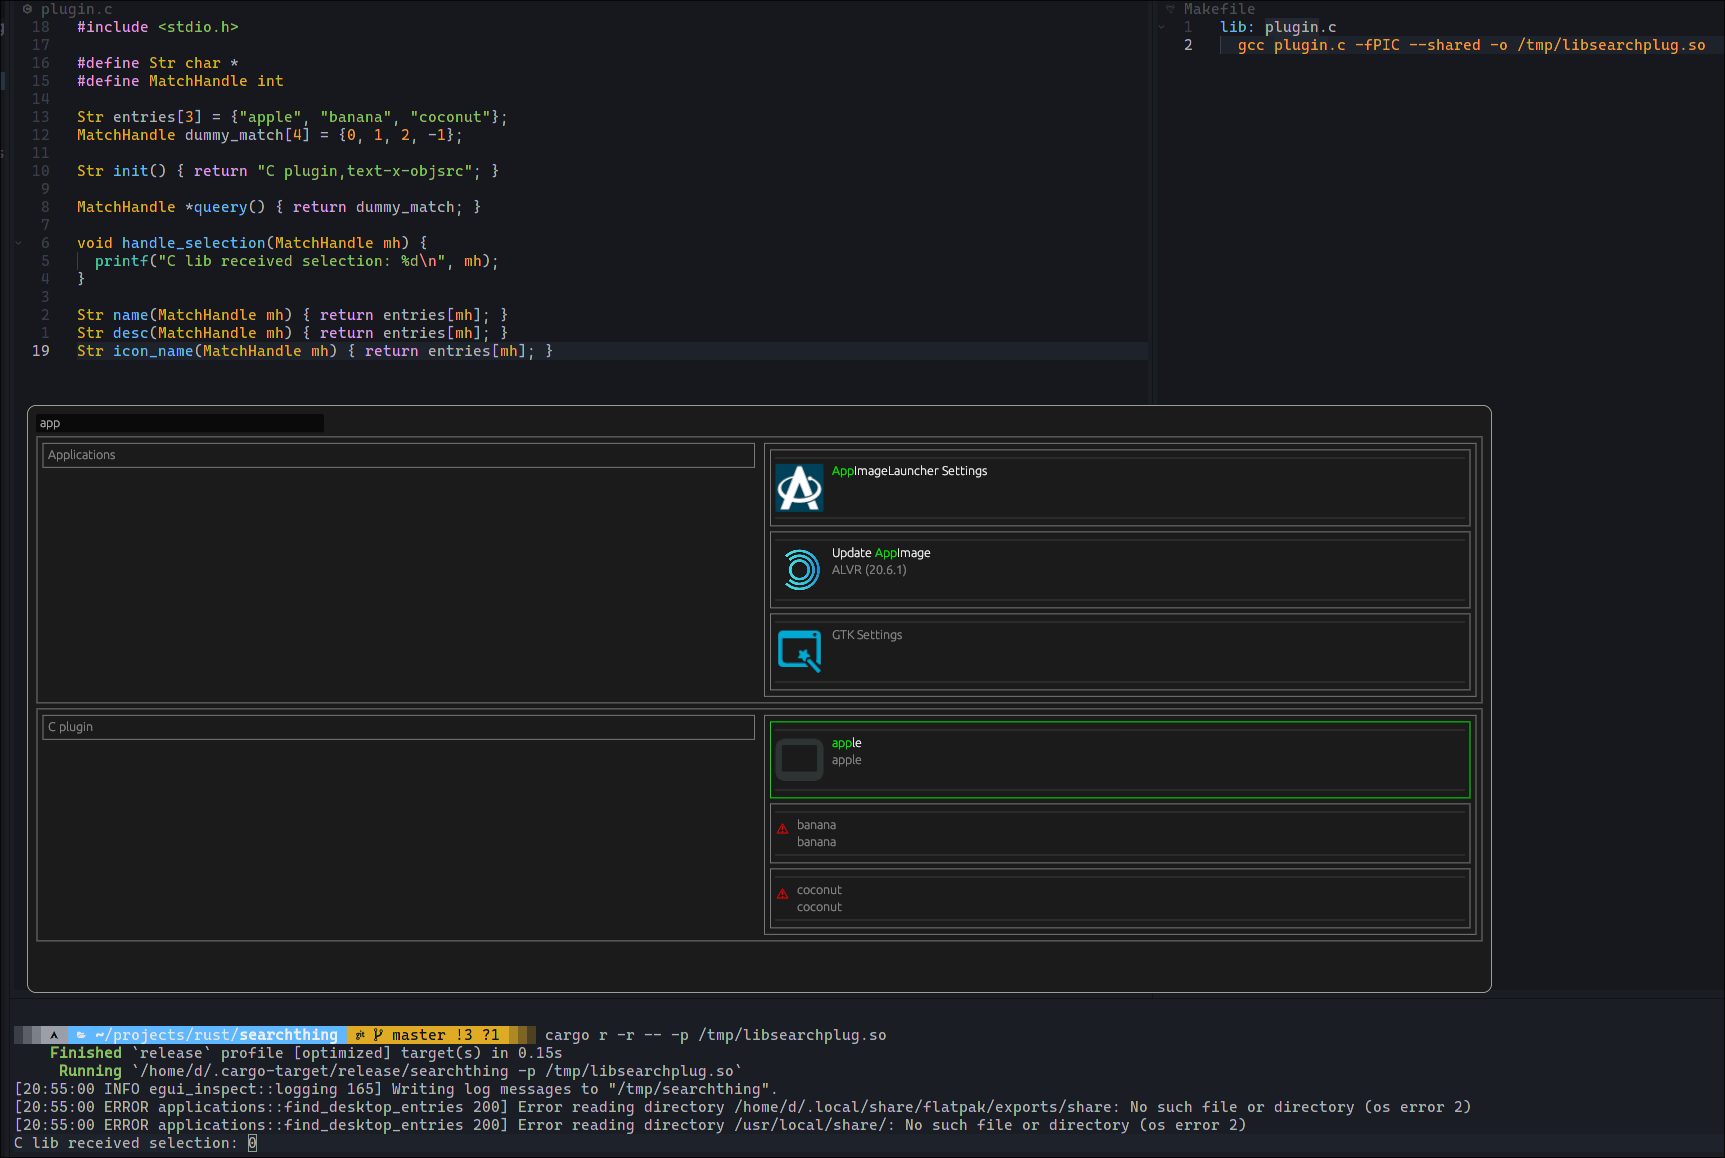 plugin.c
18 #include <stdio.h>
17
16 #define Str char *
15 #define MatchHandle int
14
13 Str entries[3] = {"apple", "banana", "coconut"};
12 MatchHandle dummy_match[4] = {0, 1, 2, -1};
11
10 Str init() { return "C plugin,text-x-objsrc"; }
9
8 MatchHandle *queery() { return dummy_match; }
7
6 void handle_selection(MatchHandle mh) {
5 printf("C lib received selection: %d\n", mh);
4 }
3
2 Str name(MatchHandle mh) { return entries[mh]; }
1 Str desc(MatchHandle mh) { return entries[mh]; }
19 Str icon_name(MatchHandle mh) { return entries[mh]; }
Makefile
1 lib: plugin.c
2 gcc plugin.c -fPIC --shared -o /tmp/libsearchplug.so
app
Applications
AppImageLauncher Settings
Update AppImage
ALVR (20.6.1)
GTK Settings
C plugin
apple
apple
banana
banana
coconut
coconut
~/projects/rust/searchthing master !3 ?1 cargo r -r -- -p /tmp/libsearchplug.so
Finished `release` profile [optimized] target(s) in 0.15s
Running `/home/d/.cargo-target/release/searchthing -p /tmp/libsearchplug.so`
[20:55:00 INFO egui_inspect::logging 165] Writing log messages to "/tmp/searchthing".
[20:55:00 ERROR applications::find_desktop_entries 200] Error reading directory /home/d/.local/share/flatpak/exports/share: No such file or directory (os error 2)
[20:55:00 ERROR applications::find_desktop_entries 200] Error reading directory /usr/local/share/: No such file or directory (os error 2)
C lib received selection: 0